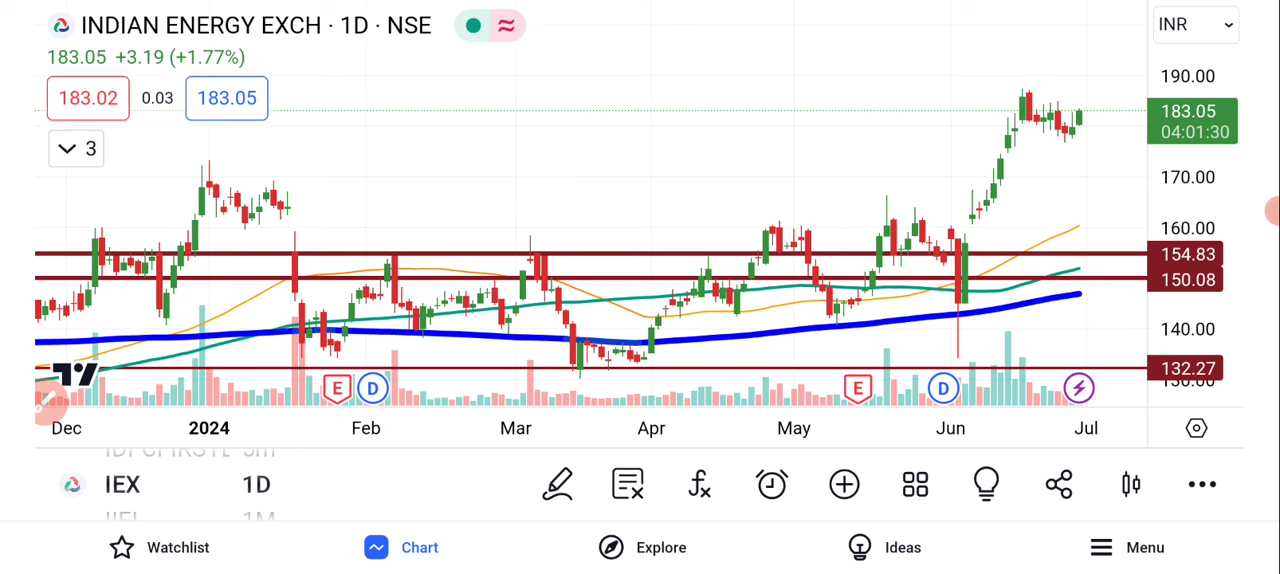 INDIAN ENERGY EXCH · 1D · NSE
INR
183.05 +3.19 (+1.77%)
183.02 0.03 183.05
3
190.00
183.05
04:01:30
170.00
160.00
154.83
150.08
140.00
132.27
130.00
E D E D
Dec 2024 Feb Mar Apr May Jun Jul
IEX 1D
Watchlist Chart Explore Ideas Menu